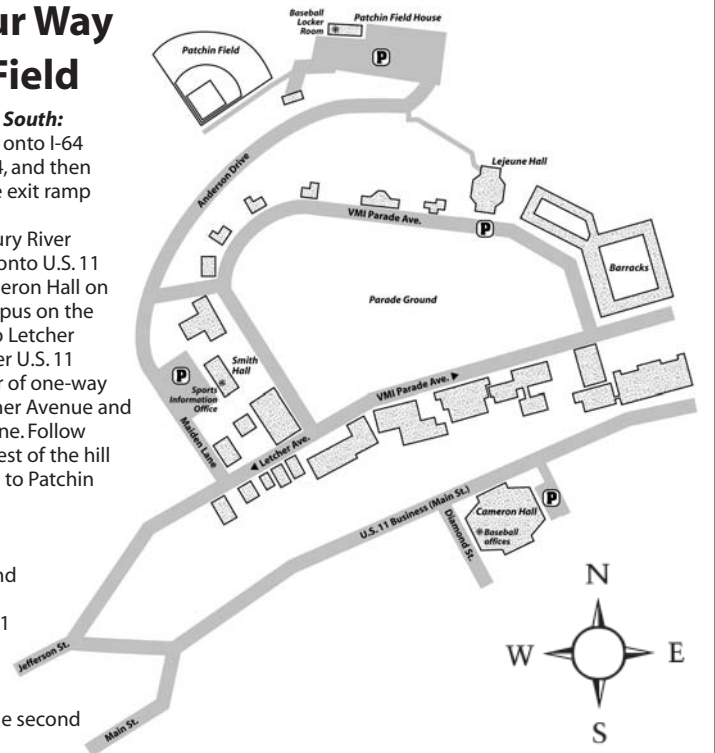 ur Way
Field
South:
onto I-64
4, and then
e exit ramp
ury River
onto U.S. 11
eron Hall on
pus on the
o Letcher
er U.S. 11
r of one-way
her Avenue and
ne. Follow
est of the hill
to Patchin
nd
1
e second
Baseball
Locker
Room
Patchin Field House
P
Patchin Field
Lejeune Hall
Anderson Drive
VMI Parade Ave.
P
Barracks
Parade Ground
Smith
Hall
P
Sports
Information
Office
VMI Parade Ave.
Maiden Lane
Letcher Ave.
U.S. 11 Business (Main St.)
Cameron Hall
P
Baseball
offices
Diamond St.
Jefferson St.
Main St.
N
W E
S